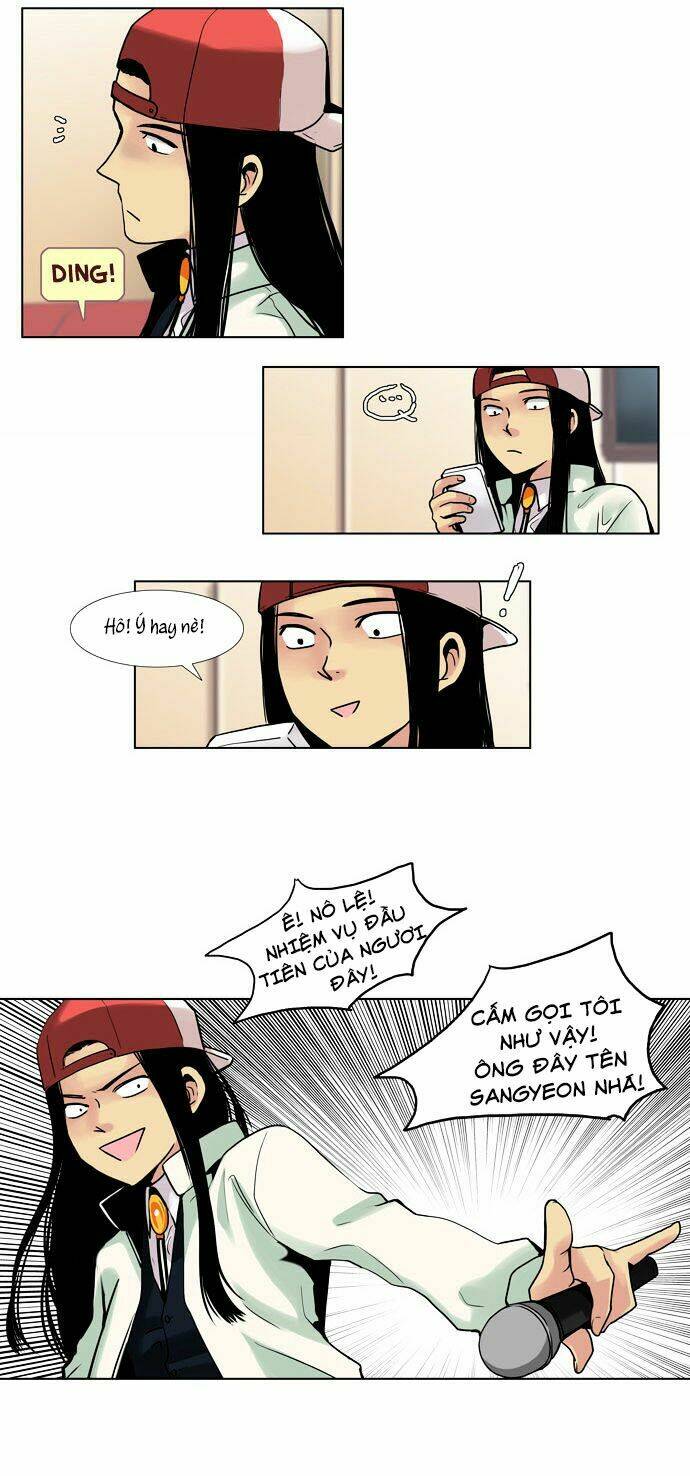 DING!
...
Hô! Ý hay nè!
!
Ê! NÔ LỆ!
NHIỆM VỤ ĐẦU
TIÊN CỦA NGƯƠI
ĐÂY!
CẤM GỌI TÔI
NHƯ VẬY!
ÔNG ĐÂY TÊN
SANGYEON NHÃ!